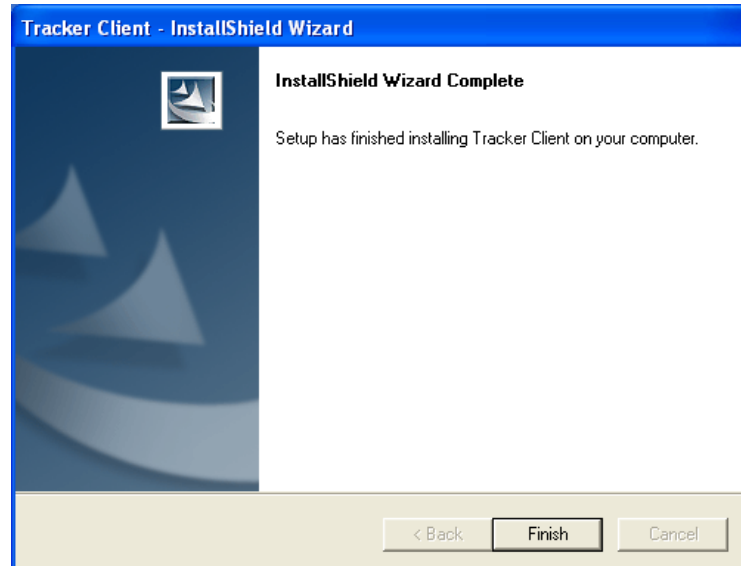 Tracker Client - InstallShield Wizard
InstallShield Wizard Complete
Setup has finished installing Tracker Client on your computer.
< Back Finish Cancel